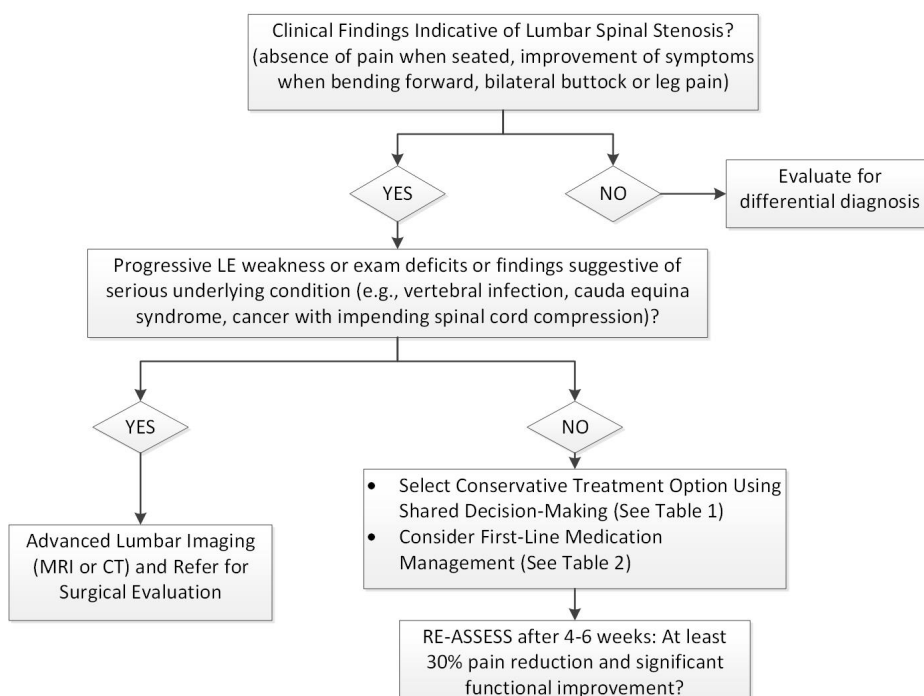 Clinical Findings Indicative of Lumbar Spinal Stenosis?
(absence of pain when seated, improvement of symptoms
when bending forward, bilateral buttock or leg pain)
YES
NO
Evaluate for
differential diagnosis
Progressive LE weakness or exam deficits or findings suggestive of
serious underlying condition (e.g., vertebral infection, cauda equina
syndrome, cancer with impending spinal cord compression)?
YES
NO
Advanced Lumbar Imaging
(MRI or CT) and Refer for
Surgical Evaluation
• Select Conservative Treatment Option Using
Shared Decision-Making (See Table 1)
• Consider First-Line Medication
Management (See Table 2)
RE-ASSESS after 4-6 weeks: At least
30% pain reduction and significant
functional improvement?